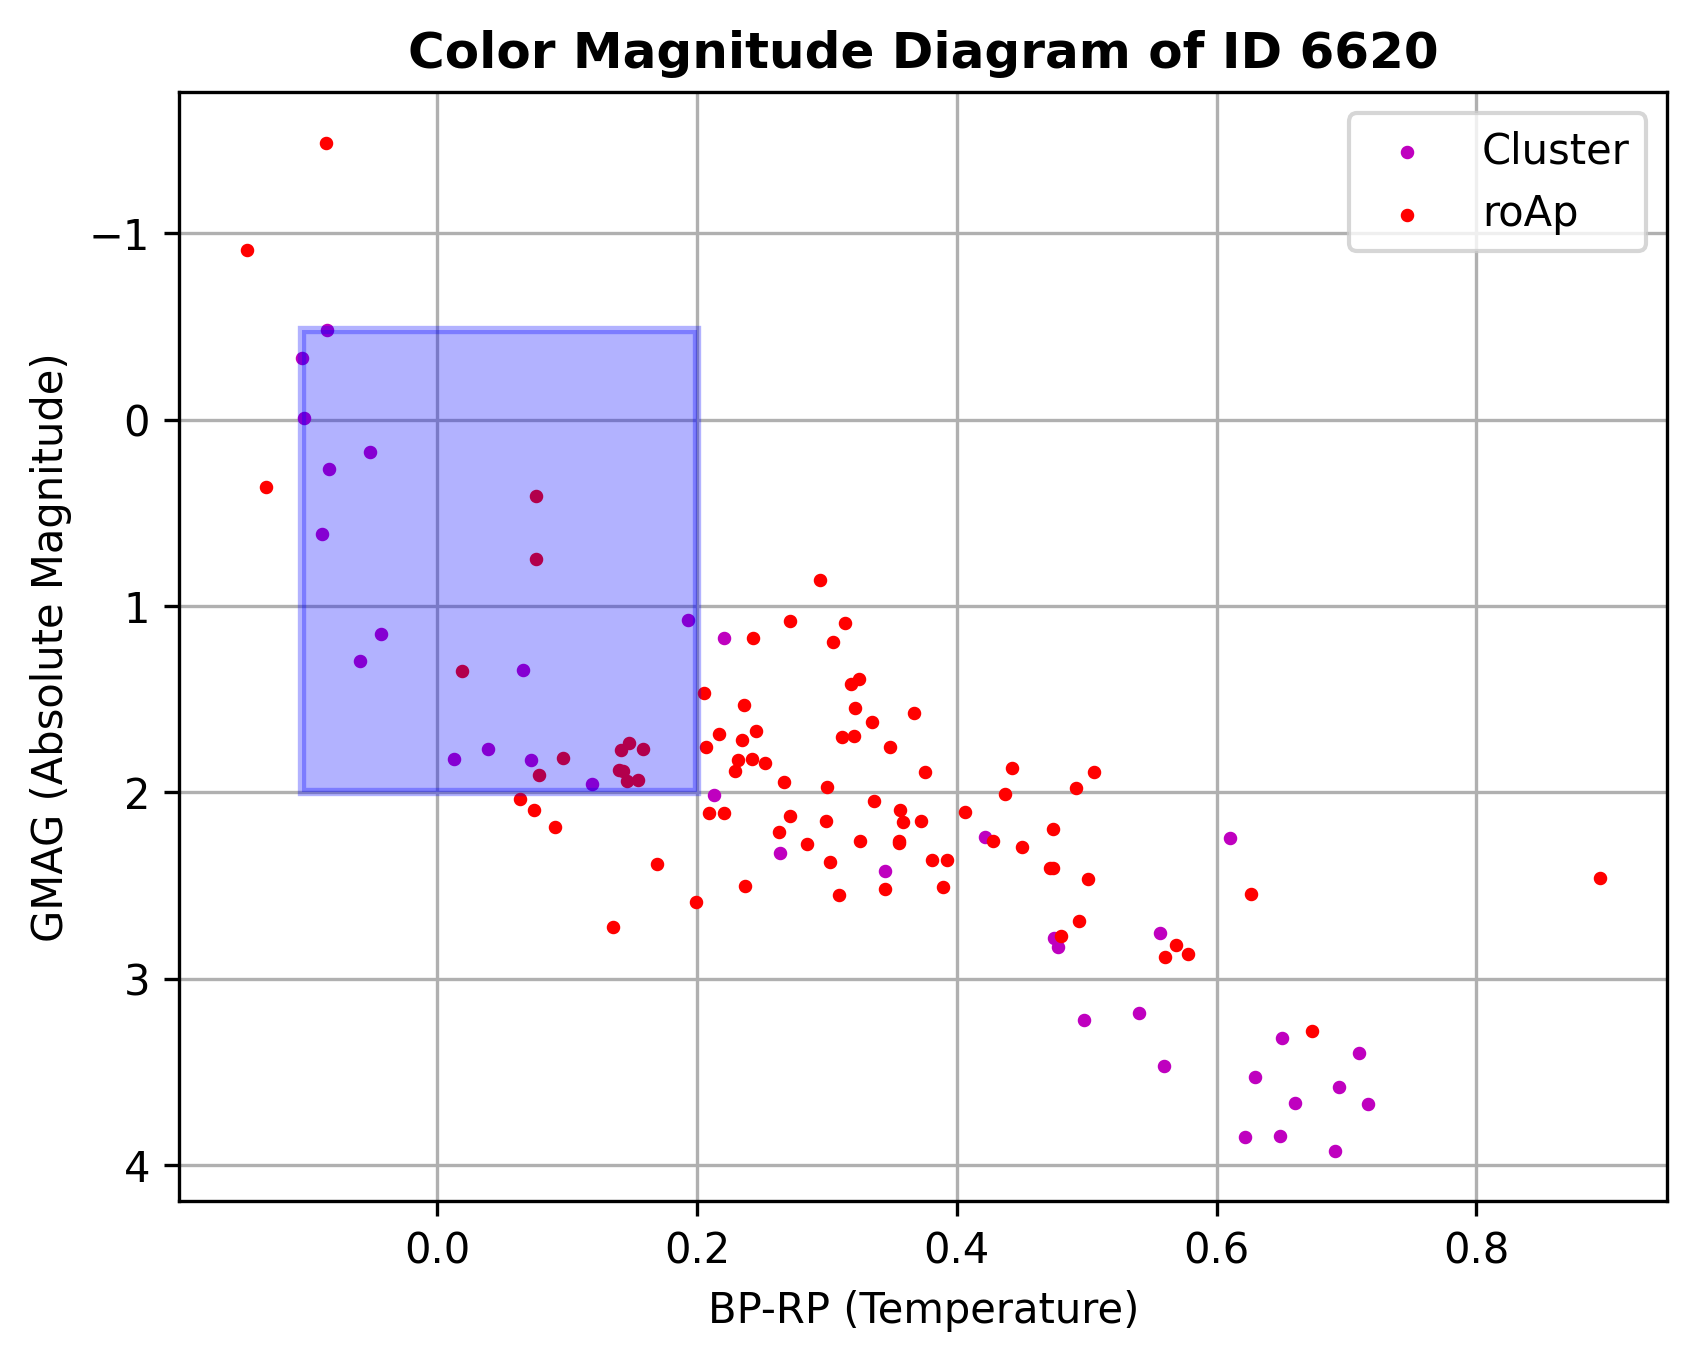 Color Magnitude Diagram of ID 6620
Cluster
roAp
GMAG (Absolute Magnitude)
−1
0
1
2
3
4
0.0 0.2 0.4 0.6 0.8
BP-RP (Temperature)